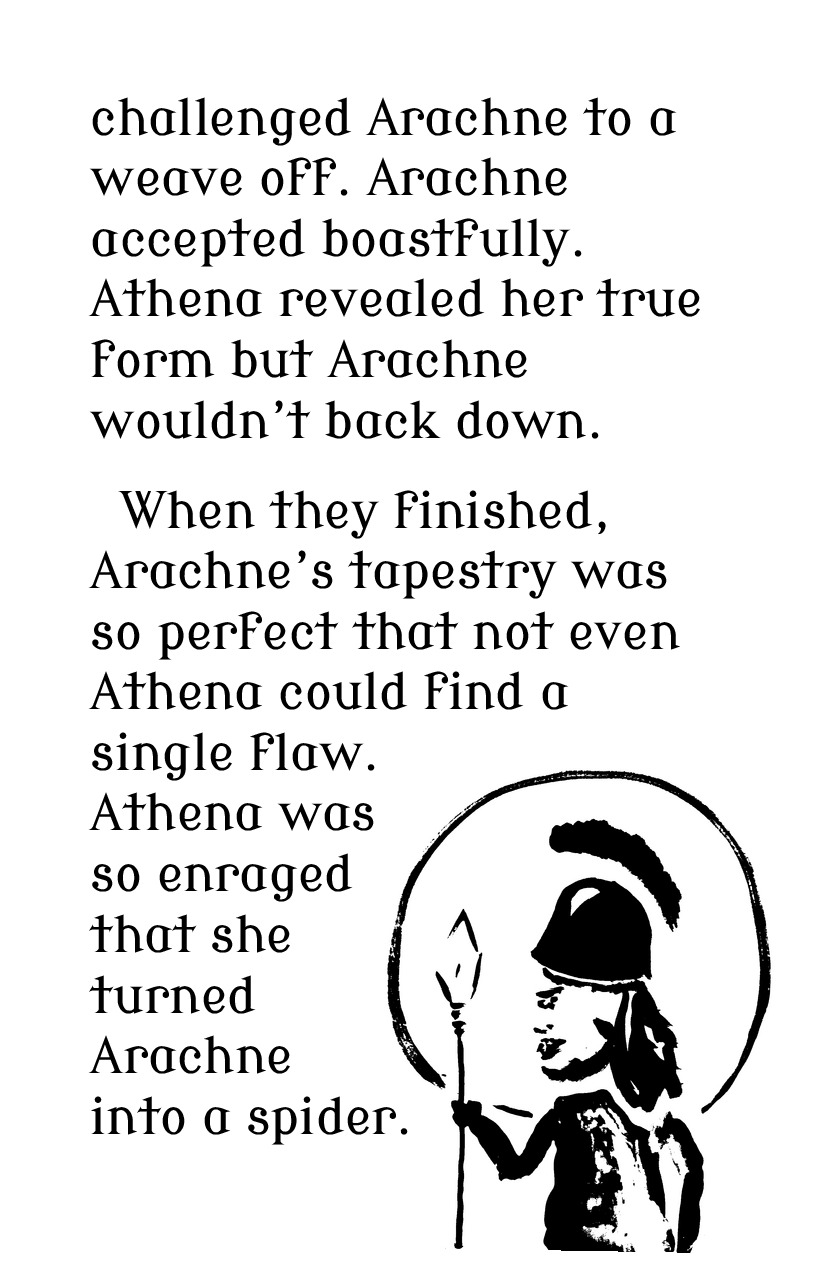 challenged Arachne to a
weave off. Arachne
accepted boastfully.
Athena revealed her true
form but Arachne
wouldn’t back down.
When they finished,
Arachne’s tapestry was
so perfect that not even
Athena could find a
single flaw.
Athena was
so enraged
that she
turned
Arachne
into a spider.